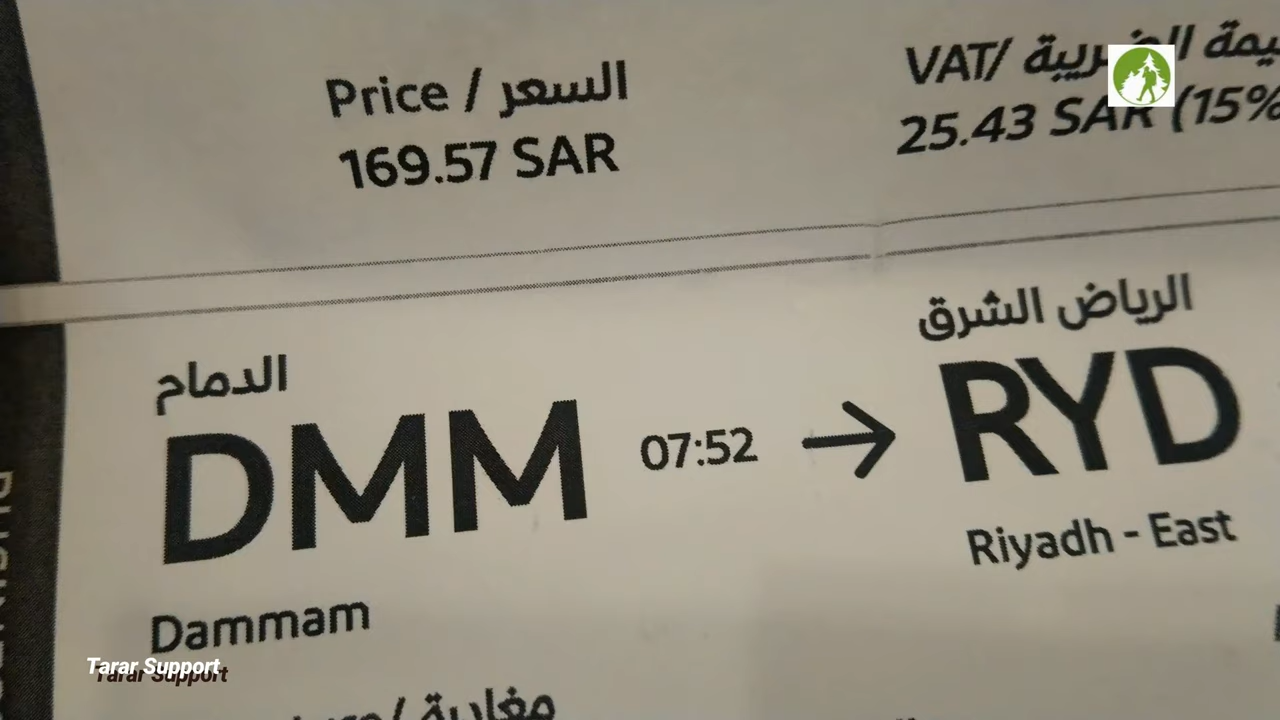 Price / السعر
169.57 SAR
VAT/
25.43 SAR (15%
الدمام
DMM
Dammam
07:52 →
الرياض الشرق
RYD
Riyadh - East
Tarar Support
مغادرة /